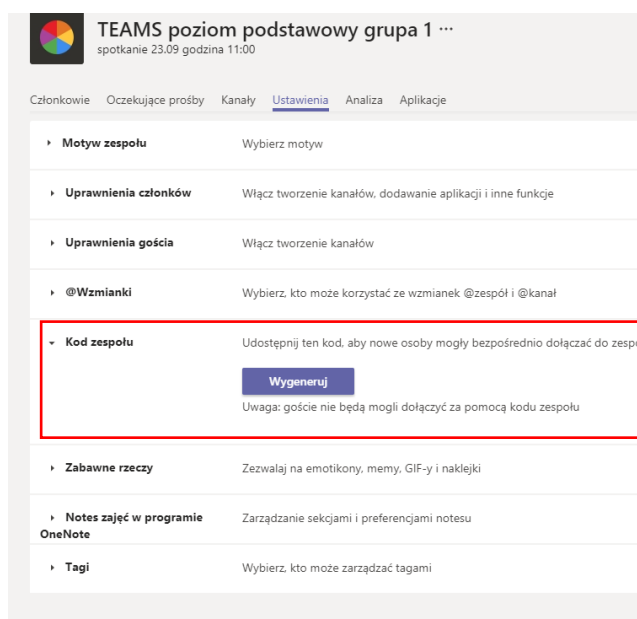 TEAMS poziom podstawowy grupa 1 ···
spotkanie 23.09 godzina 11:00
Członkowie Oczekujące prośby Kanały Ustawienia Analiza Aplikacje
Motyw zespołu Wybierz motyw
Uprawnienia członków Włącz tworzenie kanałów, dodawanie aplikacji i inne funkcje
Uprawnienia gościa Włącz tworzenie kanałów
@Wzmianki Wybierz, kto może korzystać ze wzmianek @zespół i @kanał
Kod zespołu Udostępnij ten kod, aby nowe osoby mogły bezpośrednio dołączać do zesp
Wygeneruj
Uwaga: goście nie będą mogli dołączyć za pomocą kodu zespołu
Zabawne rzeczy Zezwalaj na emotikony, memy, GIF-y i naklejki
Notes zajęć w programie Zarządzanie sekcjami i preferencjami notesu
OneNote
Tagi Wybierz, kto może zarządzać tagami